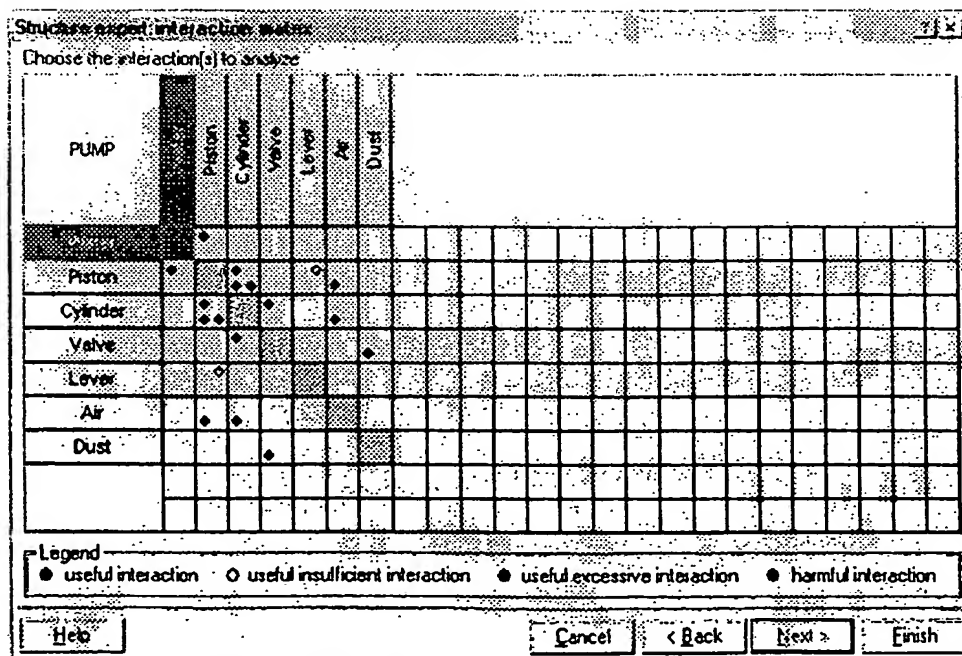 Structure expert: interaction matrix
Choose the interaction(s) to analyze
PUMP
Piston
Cylinder
Valve
Lever
Air
Dust
Piston
Cylinder
Valve
Lever
Air
Dust
Legend
useful interaction
useful insufficient interaction
useful excessive interaction
harmful interaction
Help
Cancel
< Back
Next >
Finish